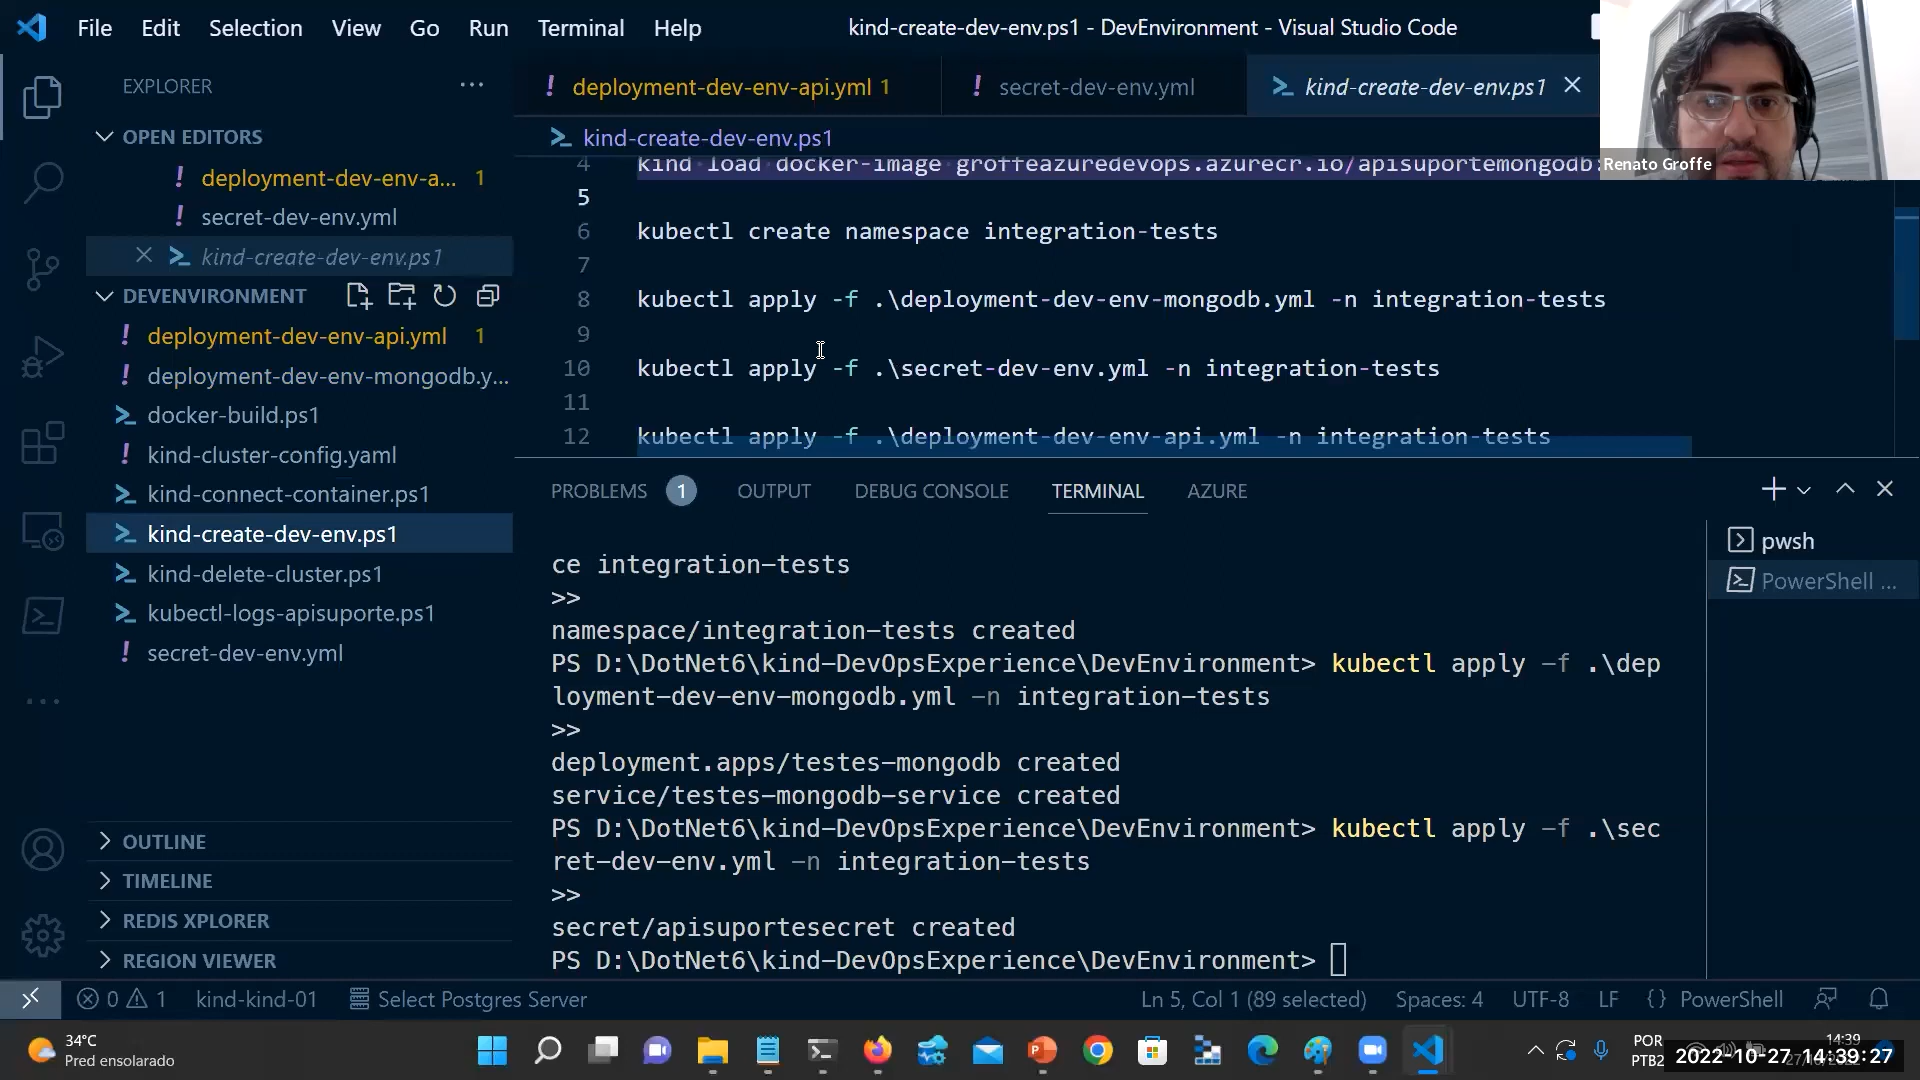 File Edit Selection View Go Run Terminal Help
kind-create-dev-env.ps1 - DevEnvironment - Visual Studio Code
EXPLORER
OPEN EDITORS
! deployment-dev-env-a... 1
! secret-dev-env.yml
kind-create-dev-env.ps1
DEVENVIRONMENT
! deployment-dev-env-api.yml 1
! deployment-dev-env-mongodb.y...
docker-build.ps1
! kind-cluster-config.yaml
kind-connect-container.ps1
kind-create-dev-env.ps1
kind-delete-cluster.ps1
kubectl-logs-apisuporte.ps1
! secret-dev-env.yml
OUTLINE
TIMELINE
REDIS XPLORER
REGION VIEWER
! deployment-dev-env-api.yml 1
! secret-dev-env.yml
kind-create-dev-env.ps1
kind-create-dev-env.ps1
4 kind load docker-image groffeazuredevops.azurecr.io/apisuportemongodb:
5
6 kubectl create namespace integration-tests
7
8 kubectl apply -f .\deployment-dev-env-mongodb.yml -n integration-tests
9
10 kubectl apply -f .\secret-dev-env.yml -n integration-tests
11
12 kubectl apply -f .\deployment-dev-env-api.yml -n integration-tests
Renato Groffe
PROBLEMS 1 OUTPUT DEBUG CONSOLE TERMINAL AZURE
ce integration-tests
>>
namespace/integration-tests created
PS D:\DotNet6\kind-DevOpsExperience\DevEnvironment> kubectl apply -f .\dep
loyment-dev-env-mongodb.yml -n integration-tests
>>
deployment.apps/testes-mongodb created
service/testes-mongodb-service created
PS D:\DotNet6\kind-DevOpsExperience\DevEnvironment> kubectl apply -f .\sec
ret-dev-env.yml -n integration-tests
>>
secret/apisuportesecret created
PS D:\DotNet6\kind-DevOpsExperience\DevEnvironment>
pwsh
PowerShell ...
0 1 kind-kind-01 Select Postgres Server
Ln 5, Col 1 (89 selected) Spaces: 4 UTF-8 LF {} PowerShell
34°C
Pred ensolarado
POR
PTB2
14:39
2022-10-27 14:39:27